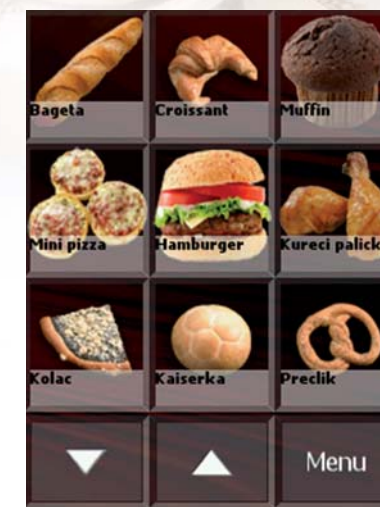 Bageta
Croissant
Muffin
Mini pizza
Hamburger
Kureci palick
Kolac
Kaiserka
Preclik
Menu